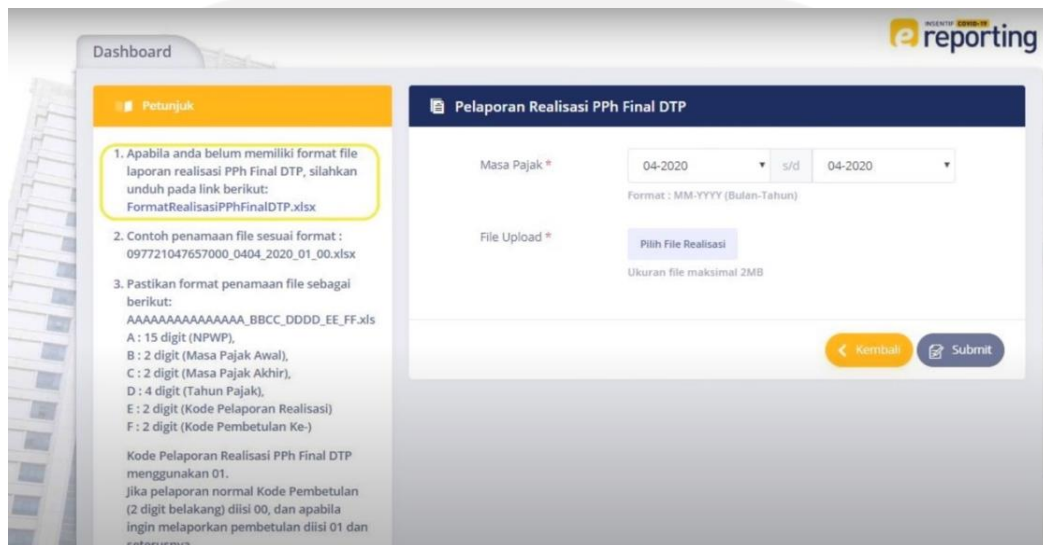 INSENTIF COVID-19
e reporting
Dashboard
Petunjuk
1. Apabila anda belum memiliki format file
laporan realisasi PPh Final DTP, silahkan
unduh pada link berikut:
FormatRealisasiPPhFinalDTP.xlsx
2. Contoh penamaan file sesuai format :
097721047657000_0404_2020_01_00.xlsx
3. Pastikan format penamaan file sebagai
berikut:
AAAAAAAAAAAAAAA_BBCC_DDDD_EE_FF.xls
A : 15 digit (NPWP),
B : 2 digit (Masa Pajak Awal),
C : 2 digit (Masa Pajak Akhir),
D : 4 digit (Tahun Pajak),
E : 2 digit (Kode Pelaporan Realisasi)
F : 2 digit (Kode Pembetulan Ke-)
Kode Pelaporan Realisasi PPh Final DTP
menggunakan 01.
Jika pelaporan normal Kode Pembetulan
(2 digit belakang) diisi 00, dan apabila
ingin melaporkan pembetulan diisi 01 dan
seterusnya
Pelaporan Realisasi PPh Final DTP
Masa Pajak * 04-2020 s/d 04-2020
Format : MM-YYYY (Bulan-Tahun)
File Upload * Pilih File Realisasi
Ukuran file maksimal 2MB
Kembali Submit